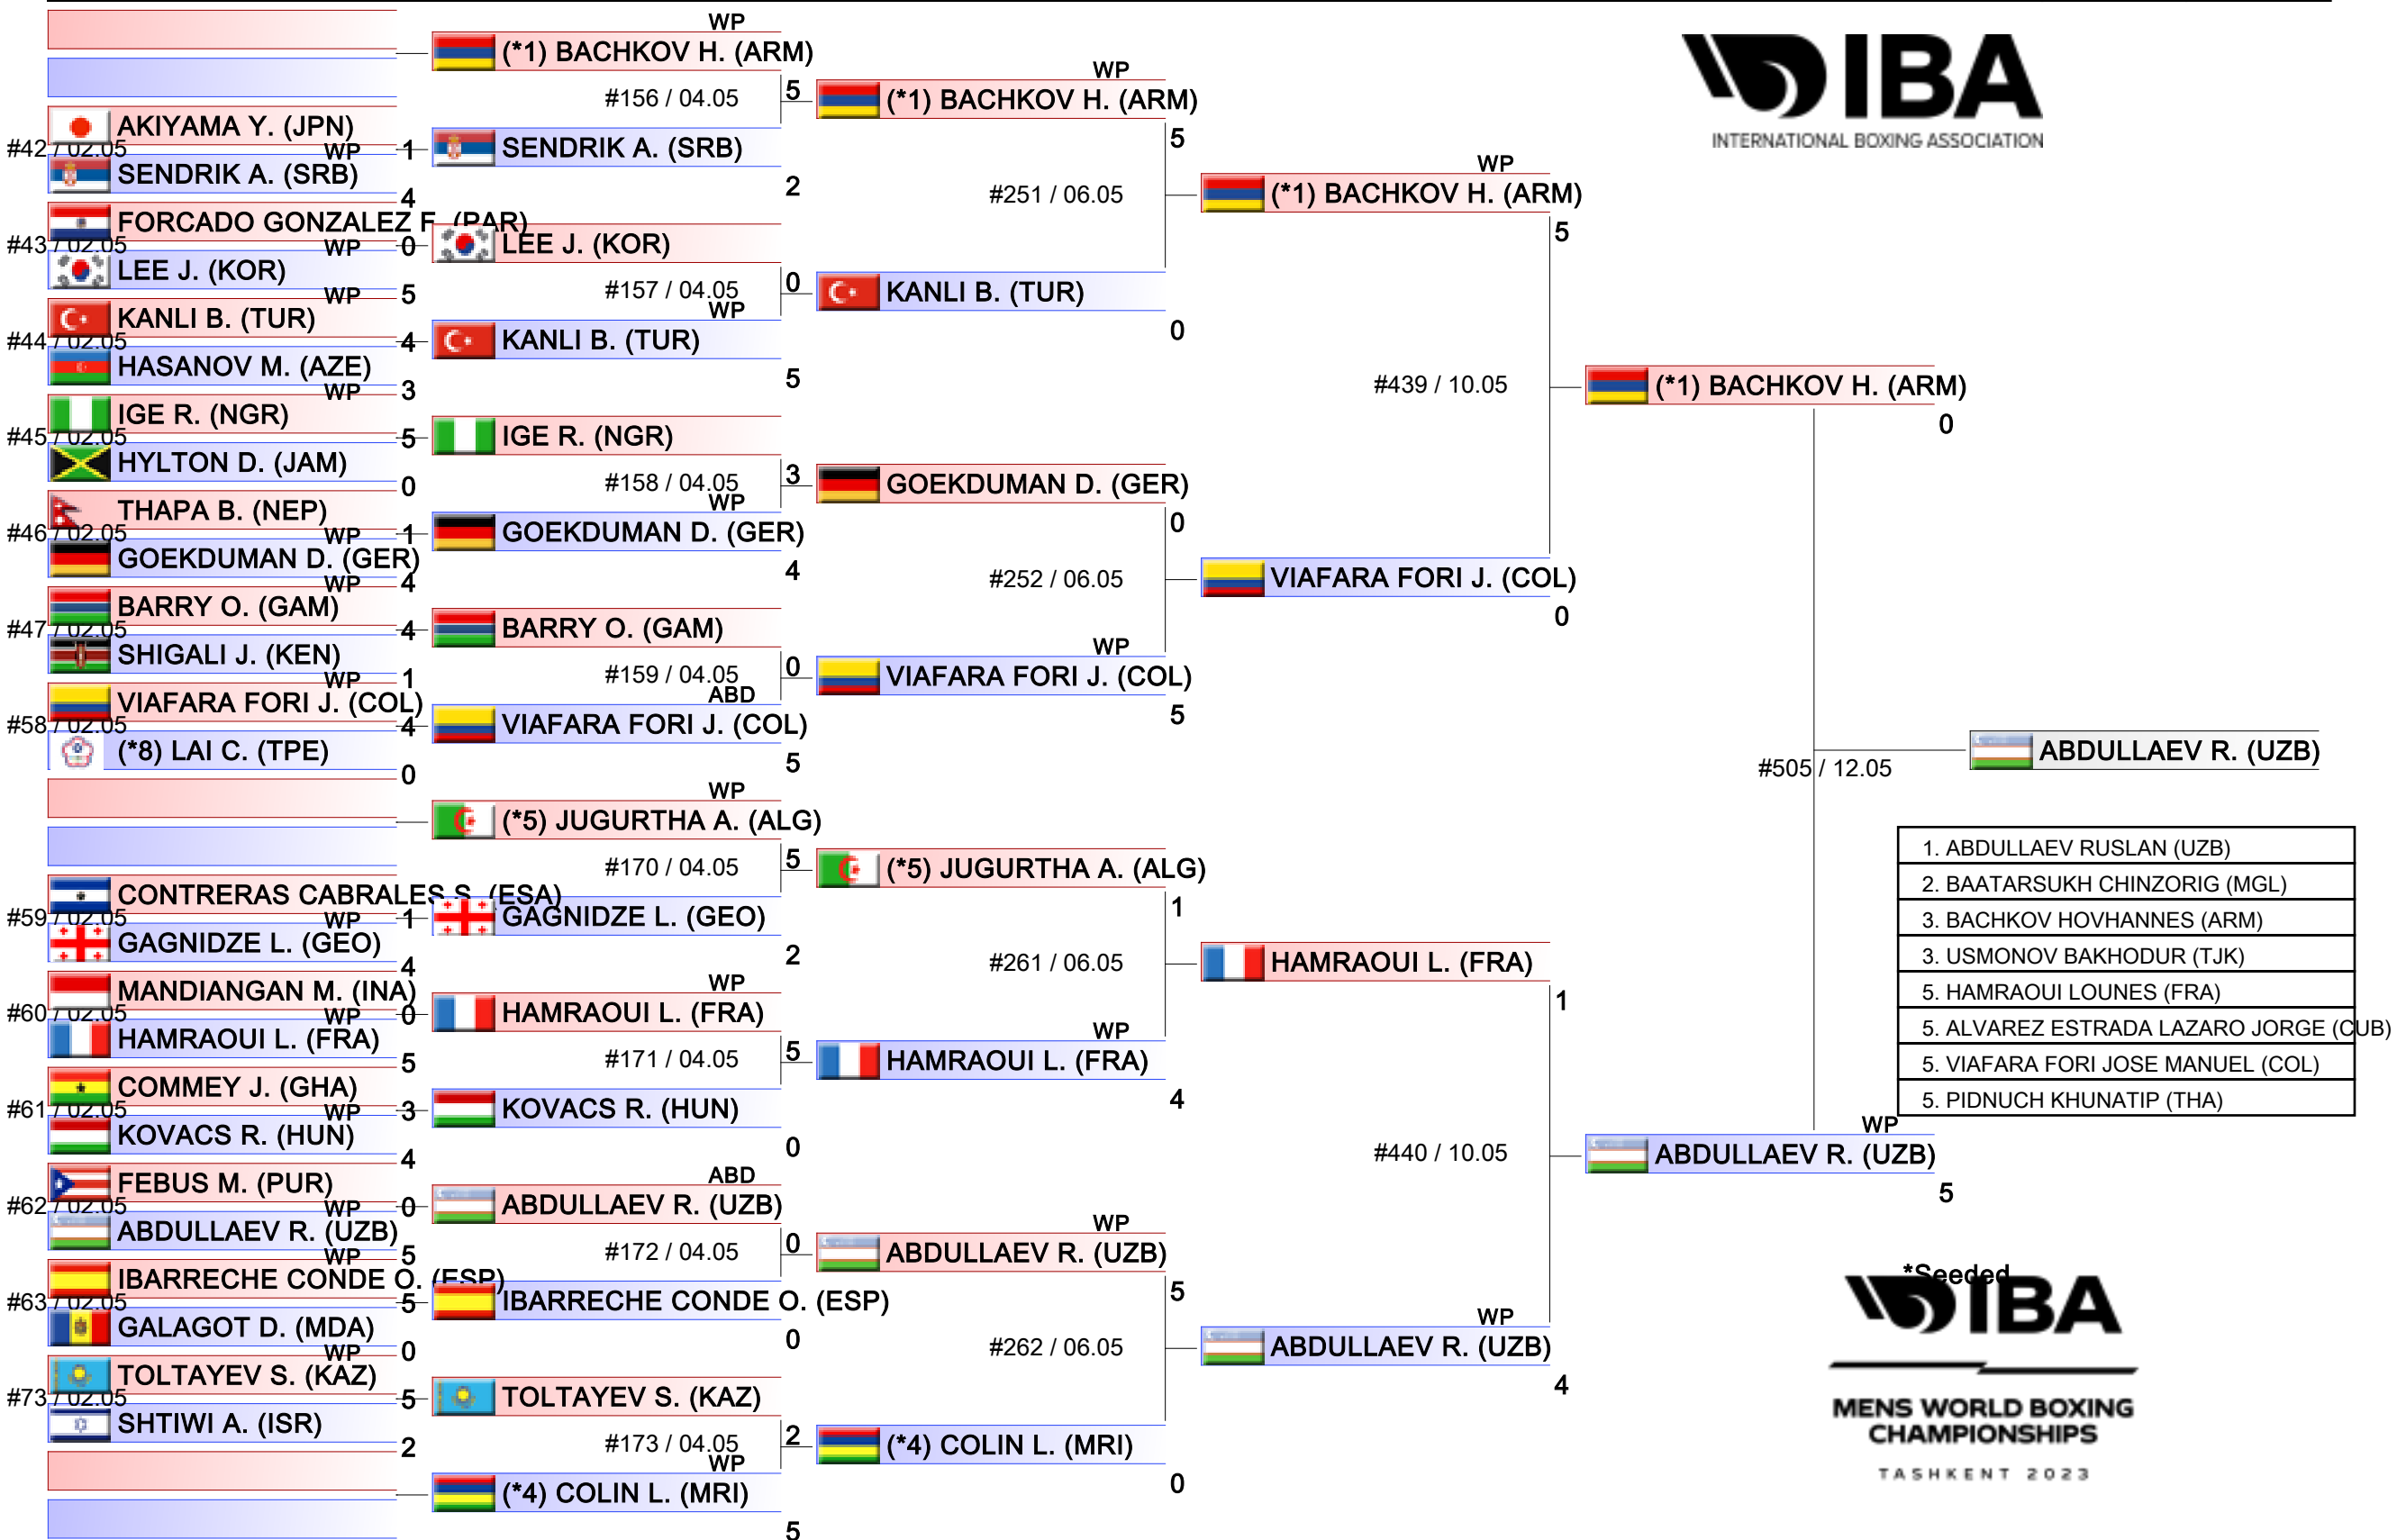 WP
(*1) BACHKOV H. (ARM)
#156 / 04.05
5
SENDRIK A. (SRB)
2
AKIYAMA Y. (JPN)
#42 / 02.05
WP
1
SENDRIK A. (SRB)
4
FORCADO GONZALEZ F. (PAR)
#43 / 02.05
WP
0
LEE J. (KOR)
5
LEE J. (KOR)
#157 / 04.05
0
WP
KANLI B. (TUR)
5
WP
KANLI B. (TUR)
#44 / 02.05
4
HASANOV M. (AZE)
3
WP
IGE R. (NGR)
#45 / 02.05
5
HYLTON D. (JAM)
0
IGE R. (NGR)
#158 / 04.05
3
WP
GOEKDUMAN D. (GER)
4
THAPA B. (NEP)
#46 / 02.05
WP
1
GOEKDUMAN D. (GER)
4
WP
BARRY O. (GAM)
#47 / 02.05
4
SHIGALI J. (KEN)
1
BARRY O. (GAM)
#159 / 04.05
0
ABD
VIAFARA FORI J. (COL)
5
WP
VIAFARA FORI J. (COL)
#58 / 02.05
4
(*8) LAI C. (TPE)
0
WP
(*5) JUGURTHA A. (ALG)
#170 / 04.05
5
GAGNIDZE L. (GEO)
2
CONTRERAS CABRALES S. (ESA)
#59 / 02.05
WP
1
GAGNIDZE L. (GEO)
4
MANDIANGAN M. (INA)
#60 / 02.05
WP
0
HAMRAOUI L. (FRA)
5
WP
HAMRAOUI L. (FRA)
#171 / 04.05
5
KOVACS R. (HUN)
0
COMMEY J. (GHA)
#61 / 02.05
WP
3
KOVACS R. (HUN)
4
FEBUS M. (PUR)
#62 / 02.05
WP
0
ABDULLAEV R. (UZB)
5
ABD
ABDULLAEV R. (UZB)
#172 / 04.05
0
IBARRECHE CONDE O. (ESP)
0
WP
IBARRECHE CONDE O. (ESP)
#63 / 02.05
5
GALAGOT D. (MDA)
0
WP
TOLTAYEV S. (KAZ)
#73 / 02.05
5
SHTIWI A. (ISR)
2
TOLTAYEV S. (KAZ)
#173 / 04.05
2
WP
(*4) COLIN L. (MRI)
5
WP
(*1) BACHKOV H. (ARM)
5
#251 / 06.05
KANLI B. (TUR)
0
GOEKDUMAN D. (GER)
0
#252 / 06.05
WP
VIAFARA FORI J. (COL)
5
(*5) JUGURTHA A. (ALG)
1
#261 / 06.05
WP
HAMRAOUI L. (FRA)
4
WP
ABDULLAEV R. (UZB)
5
#262 / 06.05
(*4) COLIN L. (MRI)
0
WP
(*1) BACHKOV H. (ARM)
5
#439 / 10.05
VIAFARA FORI J. (COL)
0
HAMRAOUI L. (FRA)
1
#440 / 10.05
WP
ABDULLAEV R. (UZB)
4
(*1) BACHKOV H. (ARM)
0
#505 / 12.05
WP
ABDULLAEV R. (UZB)
5
ABDULLAEV R. (UZB)
IBA
INTERNATIONAL BOXING ASSOCIATION
1. ABDULLAEV RUSLAN (UZB)
2. BAATARSUKH CHINZORIG (MGL)
3. BACHKOV HOVHANNES (ARM)
3. USMONOV BAKHODUR (TJK)
5. HAMRAOUI LOUNES (FRA)
5. ALVAREZ ESTRADA LAZARO JORGE (CUB)
5. VIAFARA FORI JOSE MANUEL (COL)
5. PIDNUCH KHUNATIP (THA)
*Seeded
IBA
MENS WORLD BOXING
CHAMPIONSHIPS
TASHKENT 2023